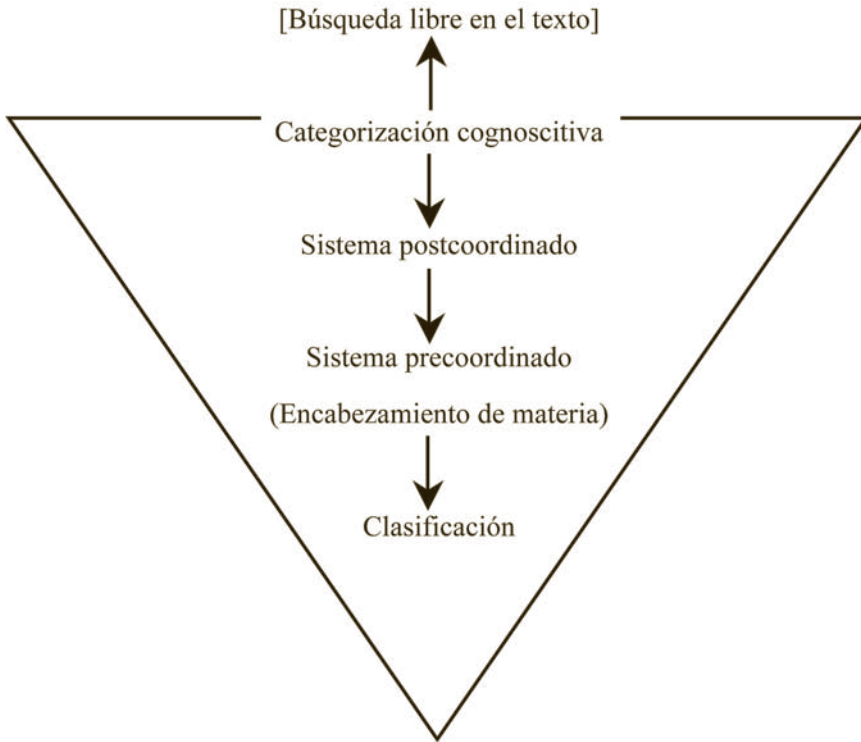 [Búsqueda libre en el texto]
Categorización cognoscitiva
Sistema postcoordinado
Sistema precoordinado
(Encabezamiento de materia)
Clasificación